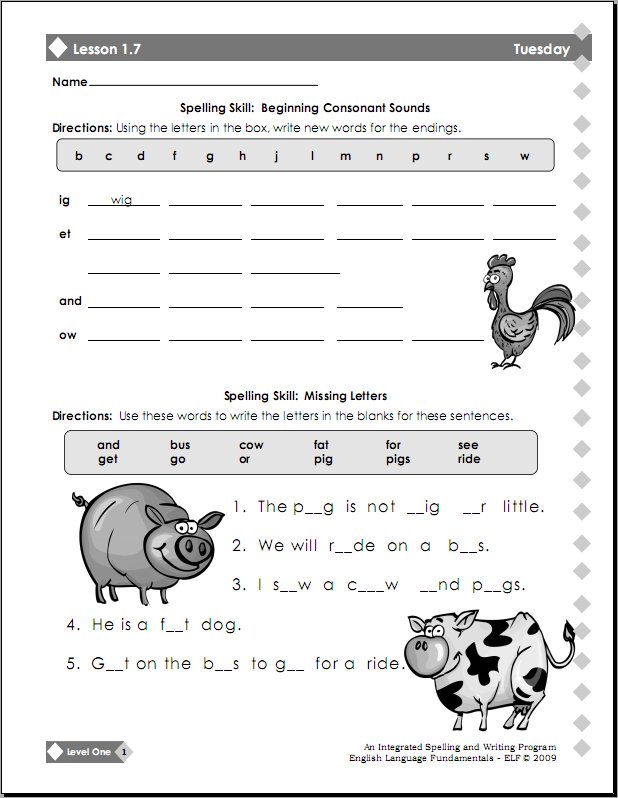 Lesson 1.7 Tuesday
Name
Spelling Skill: Beginning Consonant Sounds
Directions: Using the letters in the box, write new words for the endings.
b c d f g h j l m n p r s w
ig wig
et
and
ow
Spelling Skill: Missing Letters
Directions: Use these words to write the letters in the blanks for these sentences.
and bus cow fat for see
get go or pig pigs ride
1. The p__g is not __ig __r little.
2. We will r__de on a b__s.
3. I s__w a c___w __nd p__gs.
4. He is a f__t dog.
5. G__t on the b__s to g__ for a ride.
Level One 1
An Integrated Spelling and Writing Program
English Language Fundamentals - ELF © 2009